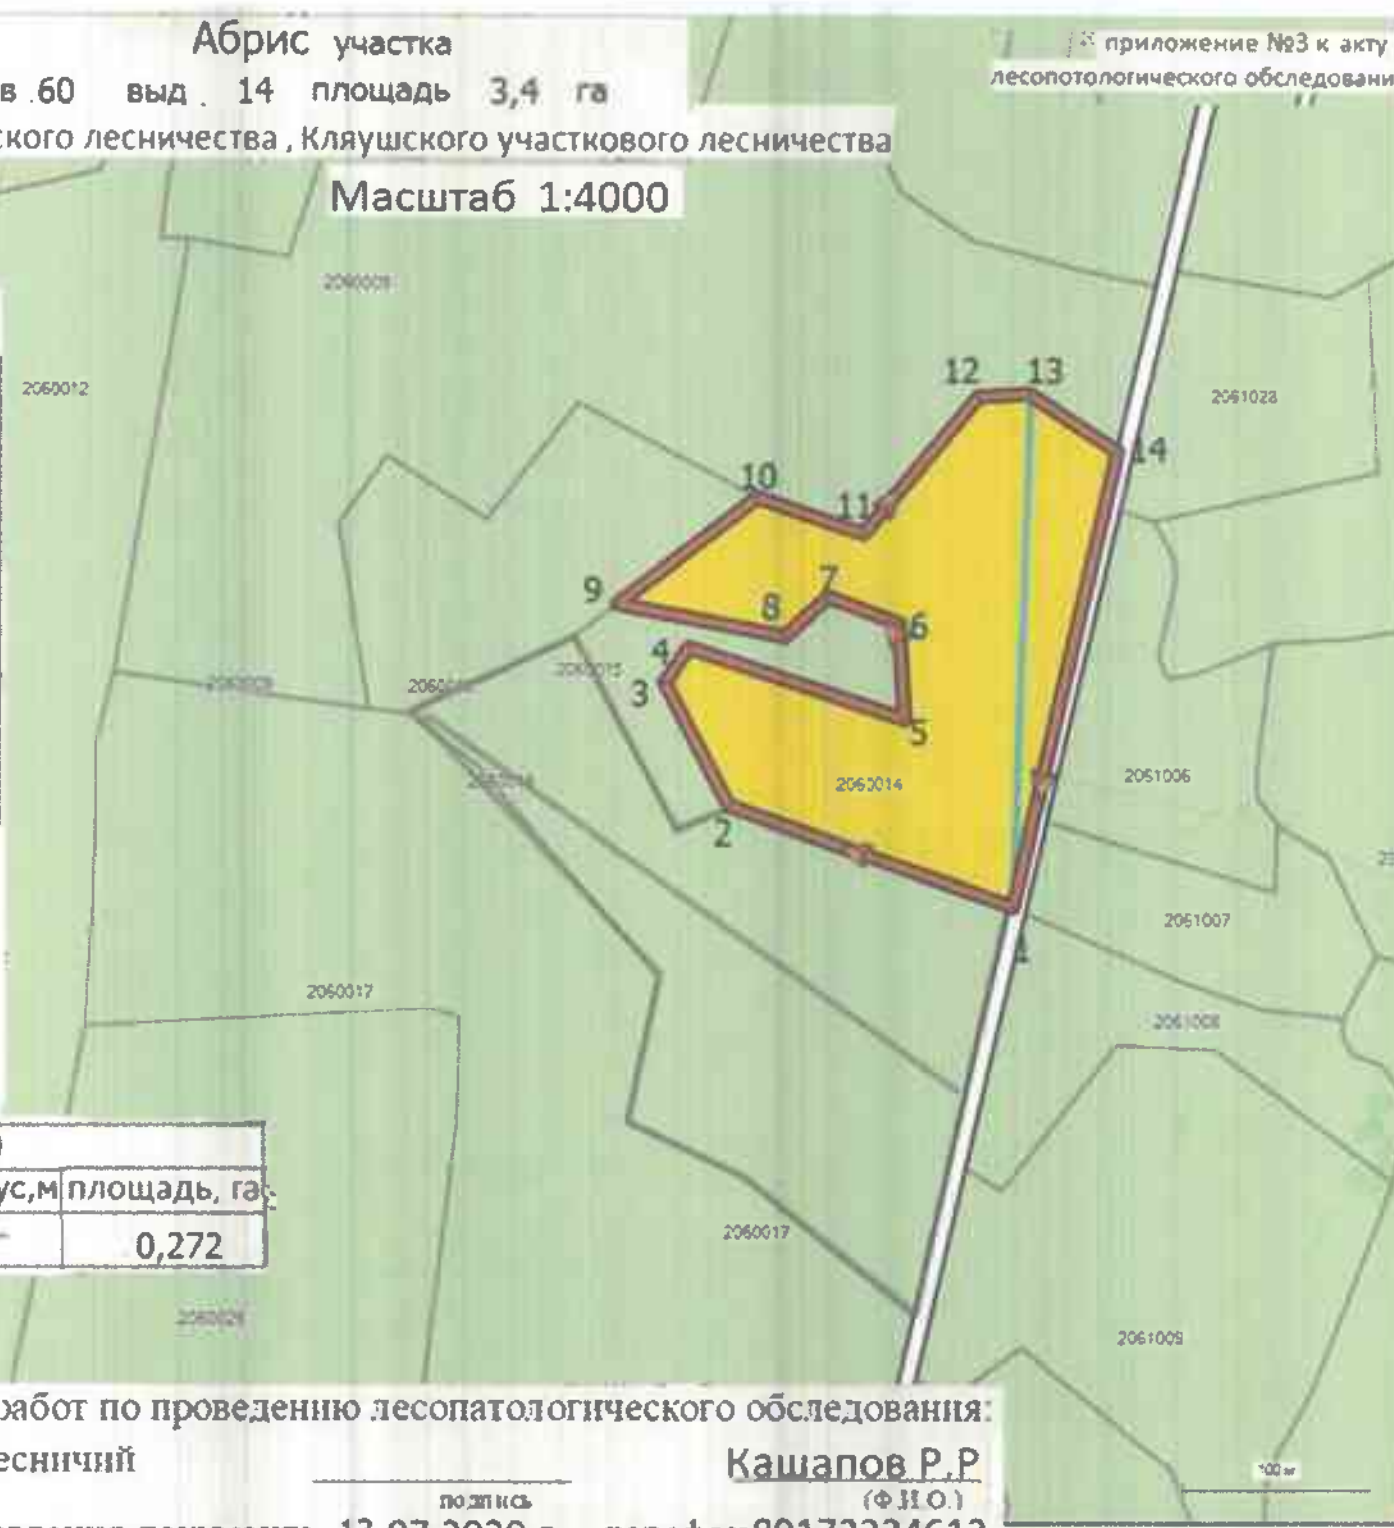 Абрис участка
приложение №3 к акту
в.60 выд. 14 площадь 3,4 га
лесопотологического обследовани
ского лесничества, Кляушского участкового лесничества
Масштаб 1:4000
2060012
12 13
2061028
14
10
11
9
7
8
6
4
3
5
2060014
2061006
2
2061007
1
2060017
2061008
ус,м площадь, га
0,272
2060017
2061009
работ по проведению лесопатологического обследования:
есничий
Кашапов Р.Р
100 м
подпись
(Ф.И.О.)